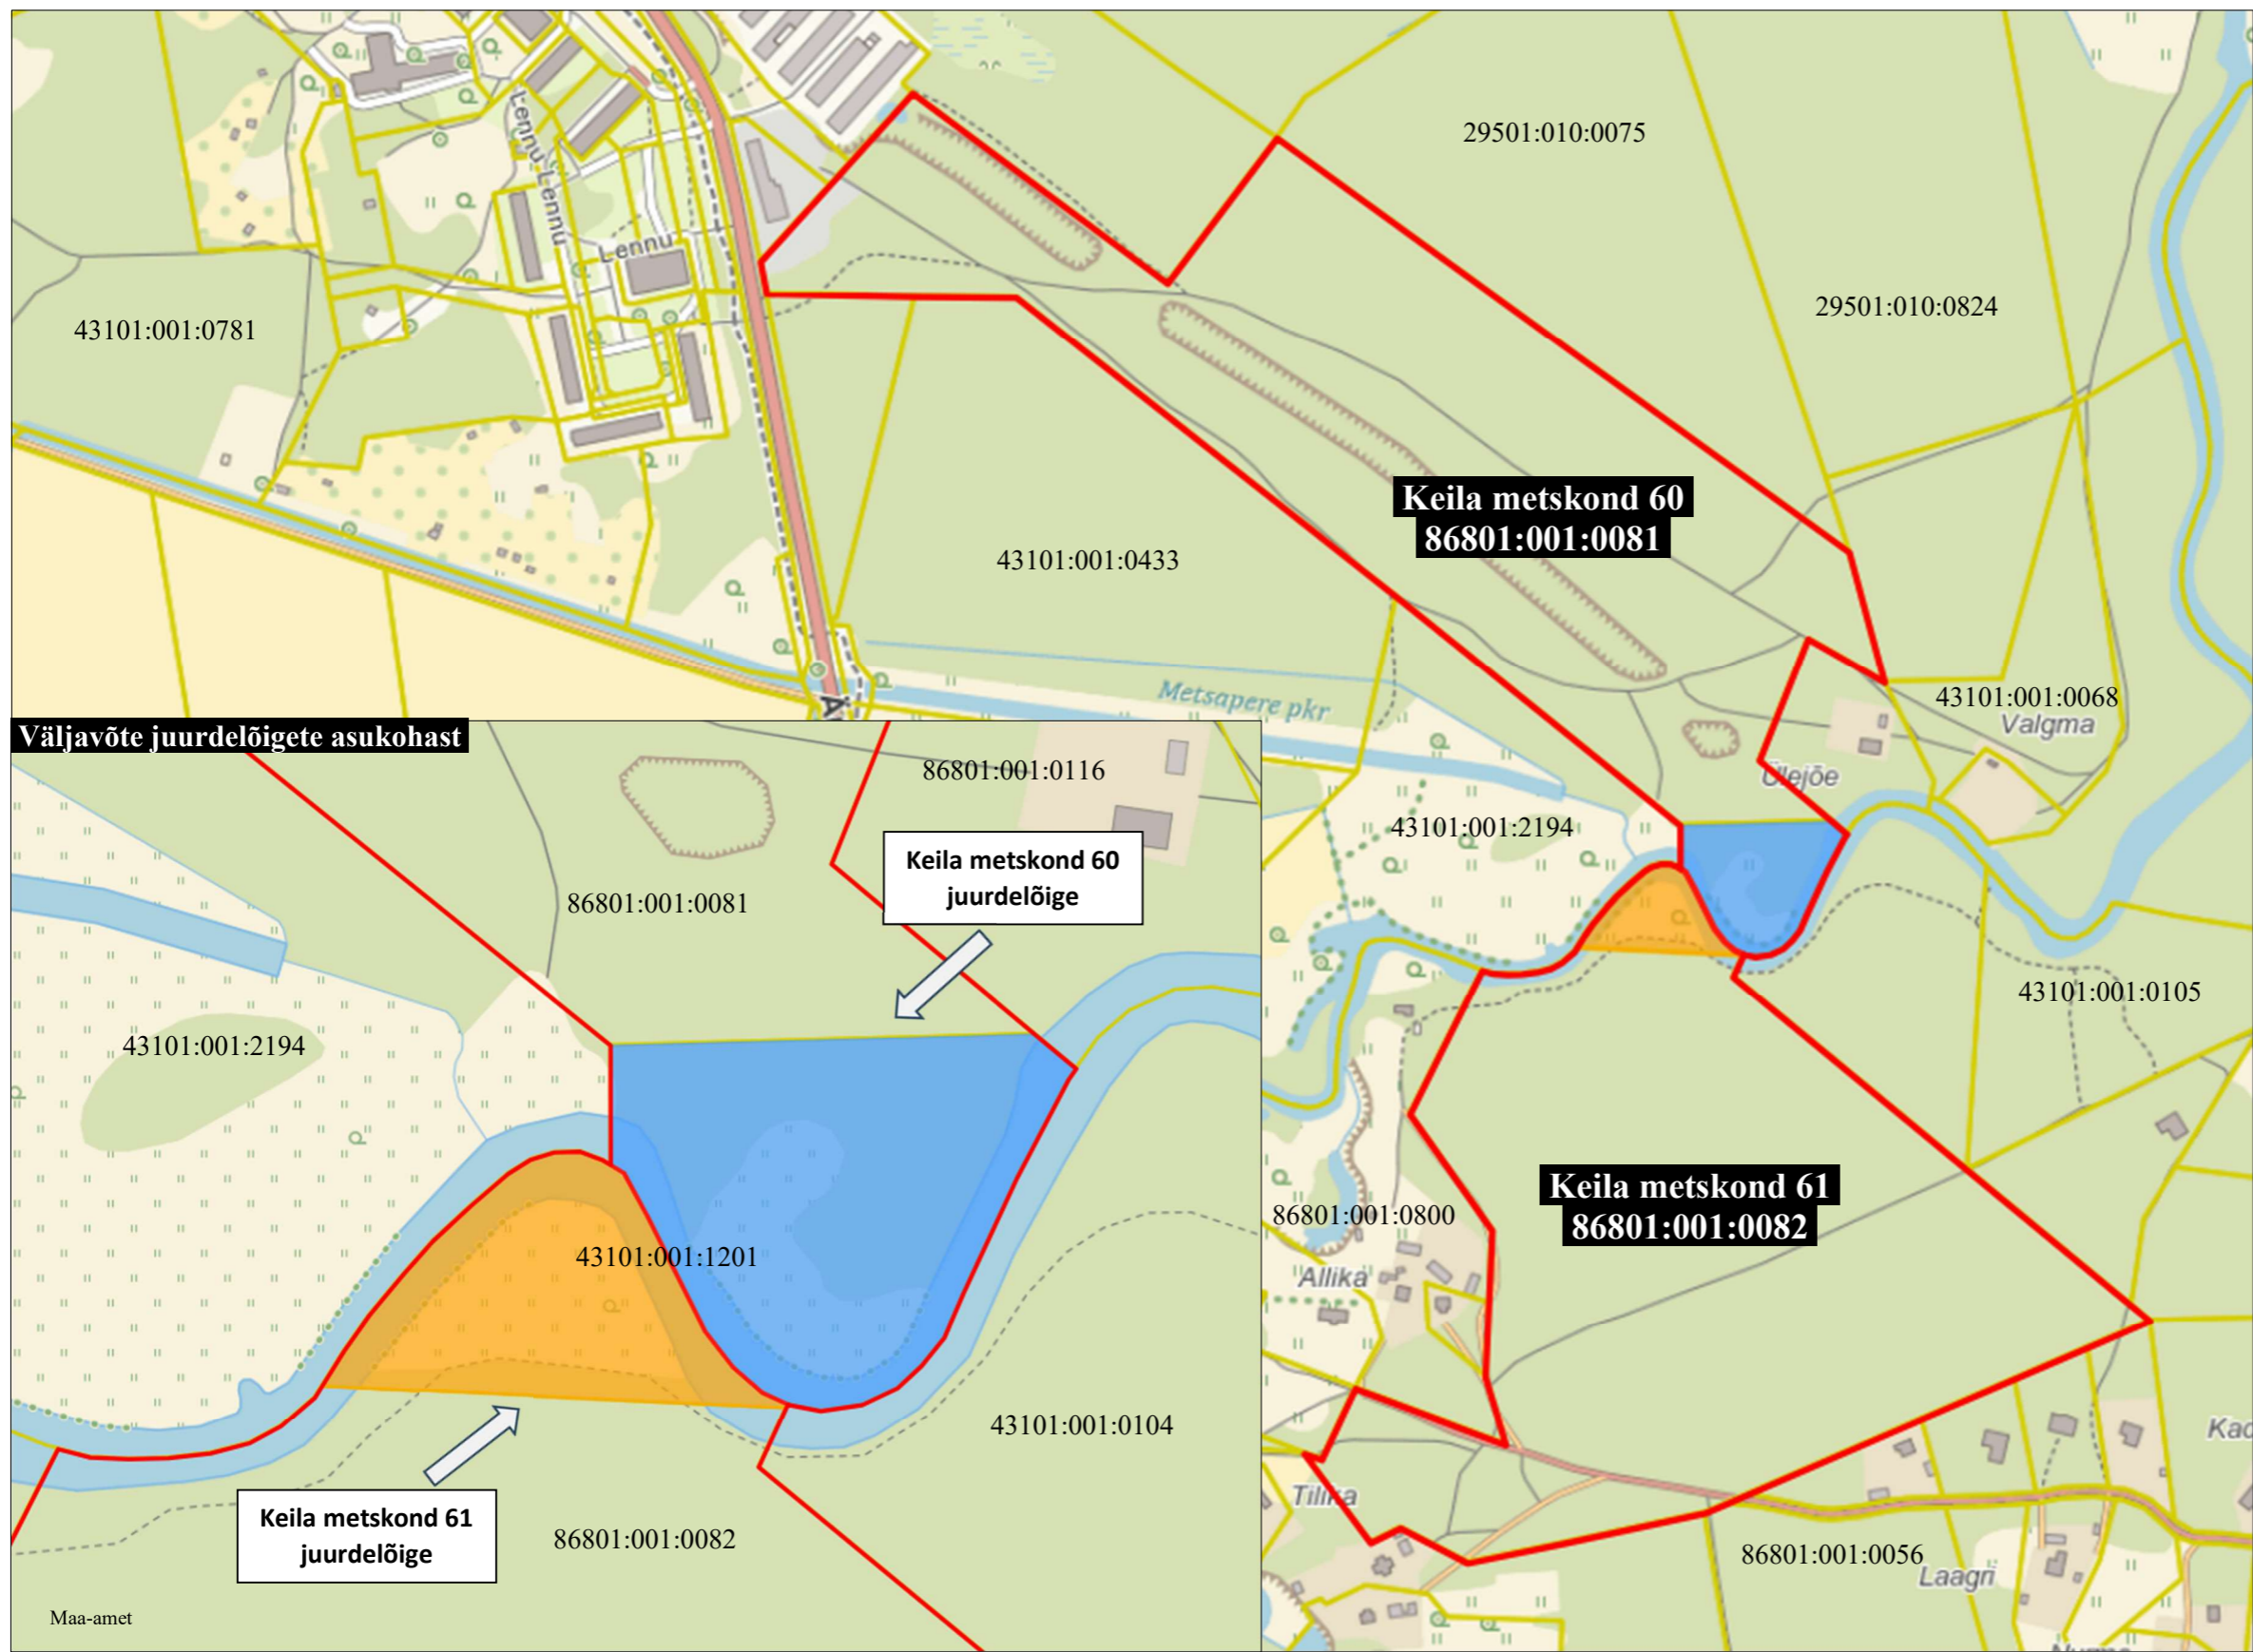 29501:010:0075
Lennu
Lennu
Lennu
29501:010:0824
43101:001:0781
Keila metskond 60
86801:001:0081
43101:001:0433
Metsapere pkr
43101:001:0068
Valgma
Väljavõte juurdelõigete asukohast
86801:001:0116
Ülejõe
43101:001:2194
Keila metskond 60
juurdelõige
86801:001:0081
43101:001:0105
43101:001:2194
Keila metskond 61
86801:001:0082
86801:001:0800
43101:001:1201
Allika
43101:001:0104
Kad
Tilika
Keila metskond 61
juurdelõige
86801:001:0082
86801:001:0056
Laagri
Maa-amet